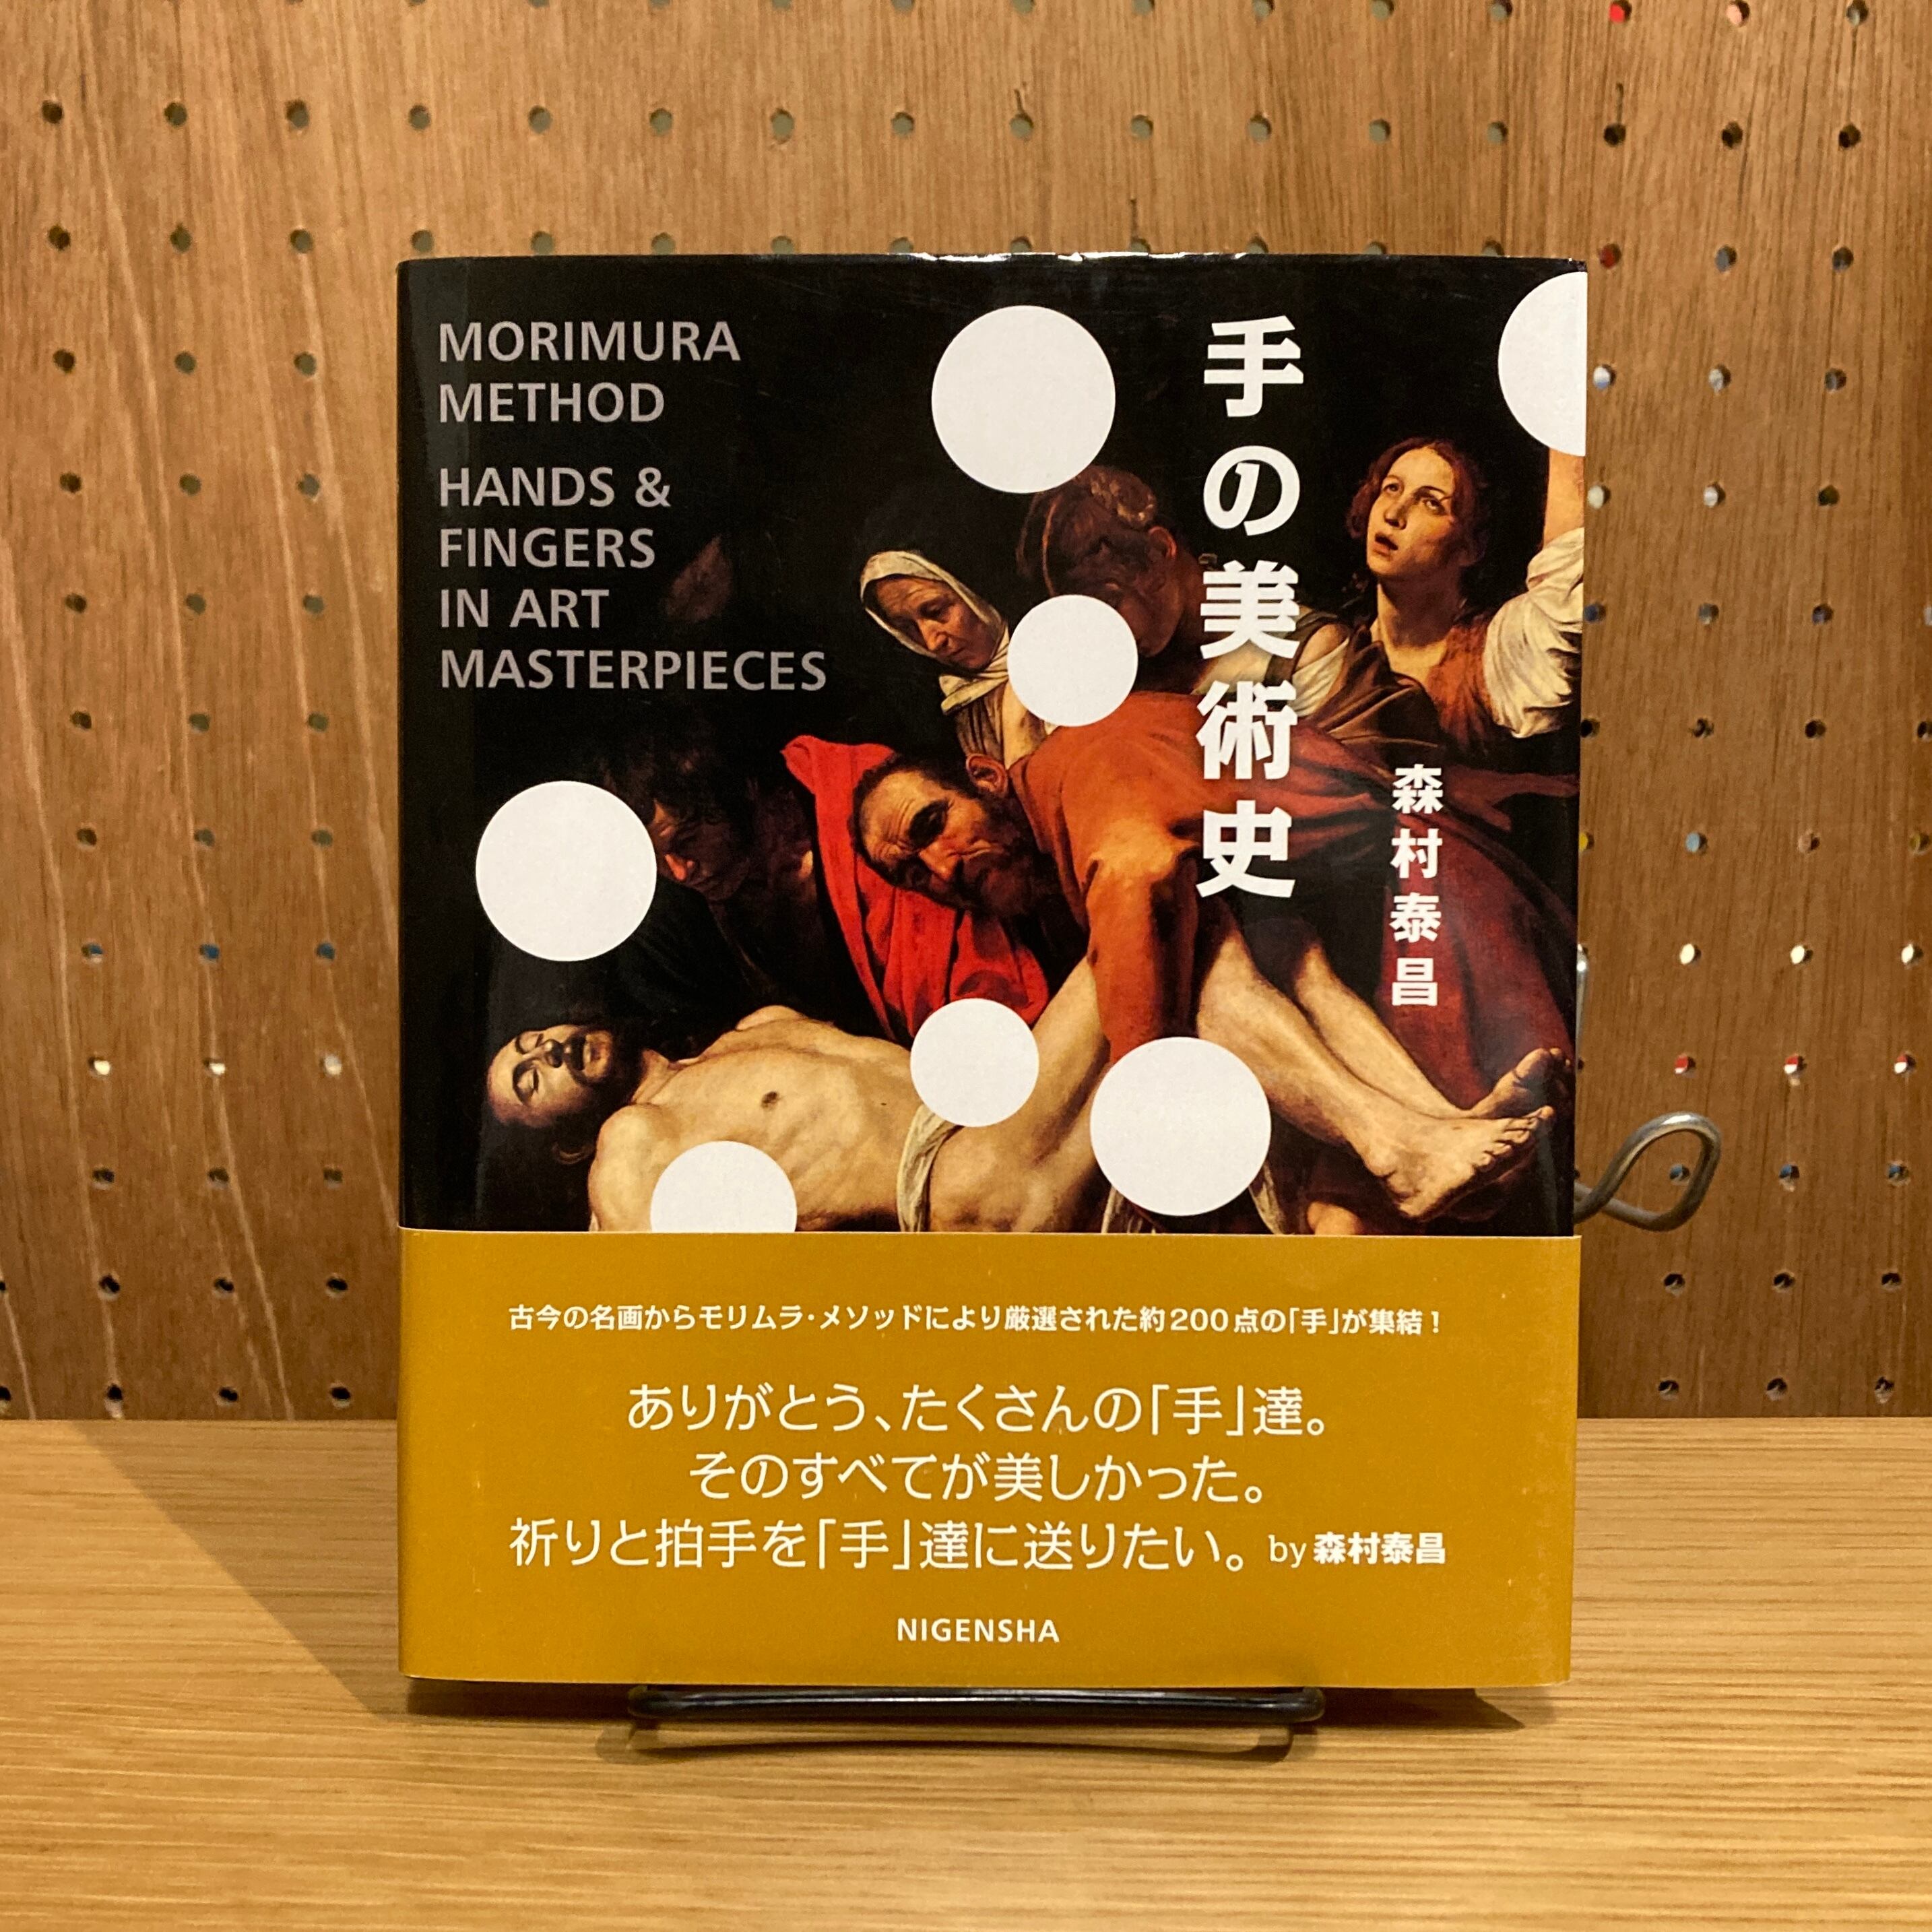 MORIMURA
METHOD
HANDS &
FINGERS
IN ART
MASTERPIECES
手の美術史
森村泰昌
古今の名画からモリムラ・メソッドにより厳選された約200点の「手」が集結！
ありがとう、たくさんの「手」達。
そのすべてが美しかった。
祈りと拍手を「手」達に送りたい。 by 森村泰昌
NIGENSHA